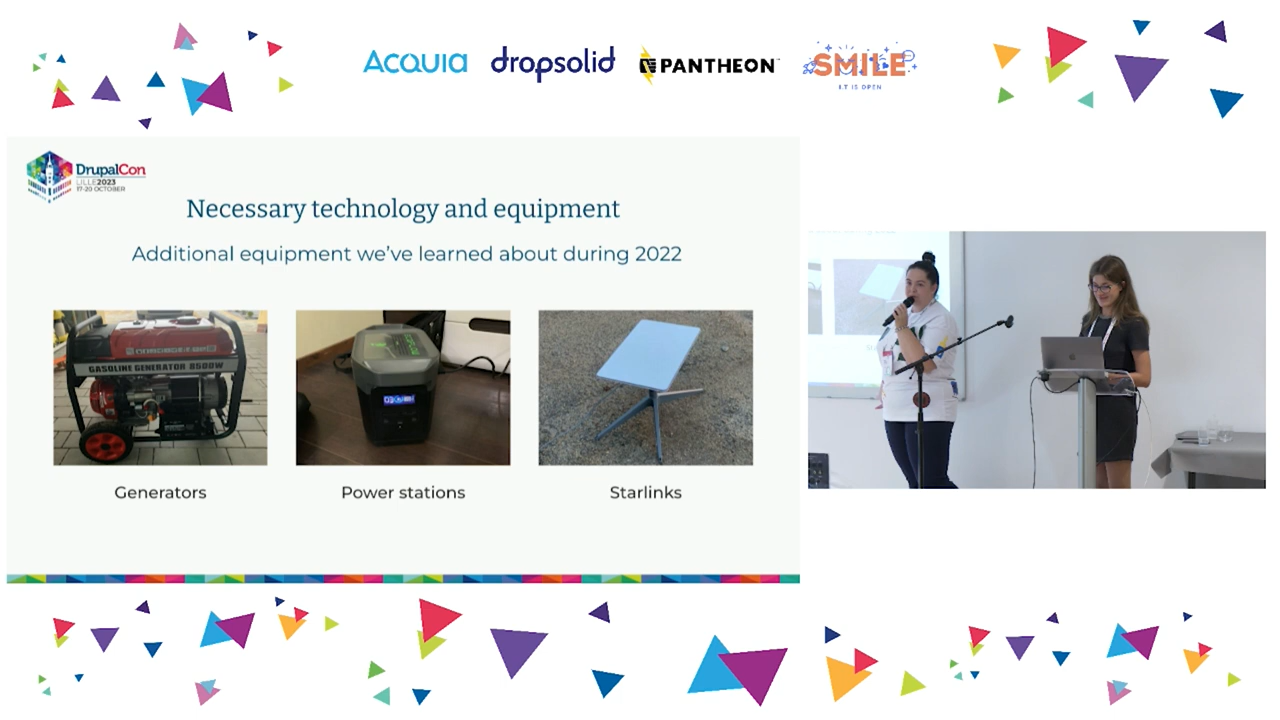 ACQUIA
dropsolid
PANTHEON
SMILE
I.T IS OPEN
DrupalCon
LILLE2023
17-20 OCTOBER
Necessary technology and equipment
Additional equipment we've learned about during 2022
GASOLINE GENERATOR 8500W
Generators
Power stations
Starlinks